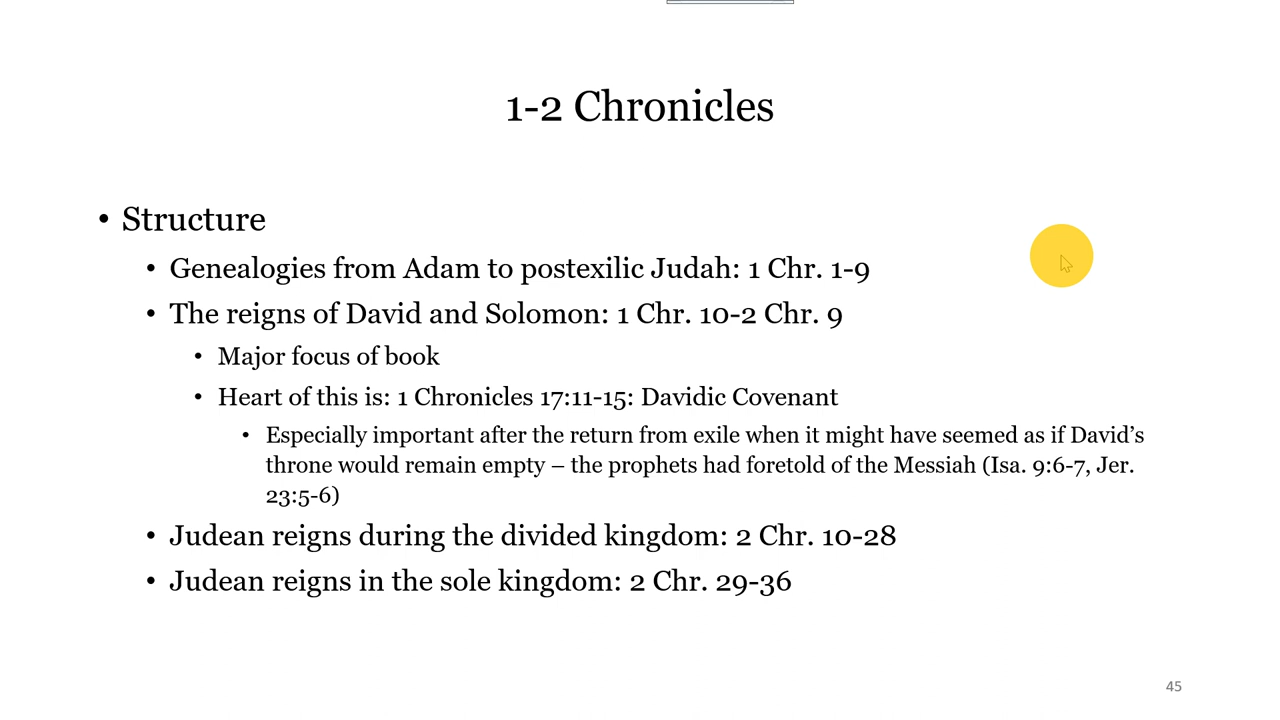 1-2 Chronicles
• Structure
• Genealogies from Adam to postexilic Judah: 1 Chr. 1-9
• The reigns of David and Solomon: 1 Chr. 10-2 Chr. 9
• Major focus of book
• Heart of this is: 1 Chronicles 17:11-15: Davidic Covenant
• Especially important after the return from exile when it might have seemed as if David’s
throne would remain empty – the prophets had foretold of the Messiah (Isa. 9:6-7, Jer.
23:5-6)
• Judean reigns during the divided kingdom: 2 Chr. 10-28
• Judean reigns in the sole kingdom: 2 Chr. 29-36
45